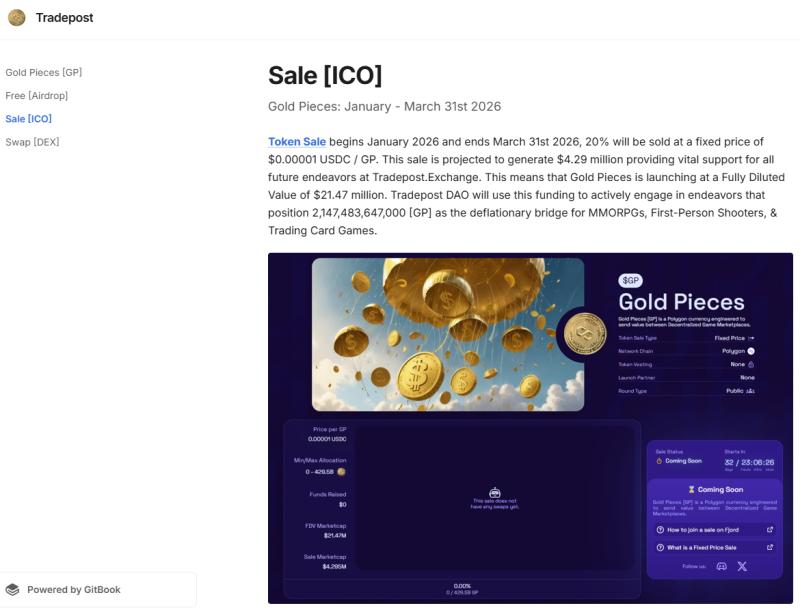 Tradepost
Gold Pieces [GP]
Free [Airdrop]
Sale [ICO]
Swap [DEX]
Sale [ICO]
Gold Pieces: January - March 31st 2026
Token Sale begins January 2026 and ends March 31st 2026, 20% will be sold at a fixed price of
$0.00001 USDC / GP. This sale is projected to generate $4.29 million providing vital support for all
future endeavors at Tradepost.Exchange. This means that Gold Pieces is launching at a Fully Diluted
Value of $21.47 million. Tradepost DAO will use this funding to actively engage in endeavors that
position 2,147,483,647,000 [GP] as the deflationary bridge for MMORPGs, First-Person Shooters, &
Trading Card Games.
$GP
Gold Pieces
Gold Pieces [GP] is a Polygon currency engineered to
send value between Decentralized Game Marketplaces.
Token Sale Type Fixed Price
Network Chain Polygon
Token Vesting None
Launch Partner None
Round Type Public
Price per GP
0.00001 USDC
Min/Max Allocation
0 - 429.5B
Funds Raised
$0
FDV Marketcap
$21.47M
Sale Marketcap
$4.295M
This sale does not
have any swaps yet.
0.00%
0 / 429.5B GP
Sale Status Starts In
Coming Soon 32 / 23:06:26
days hours min sec
Coming Soon
Gold Pieces [GP] is a Polygon currency engineered
to send value between Decentralized Game
Marketplaces.
How to join a sale on Fjord
What is a Fixed Price Sale
Follow us:
Powered by GitBook